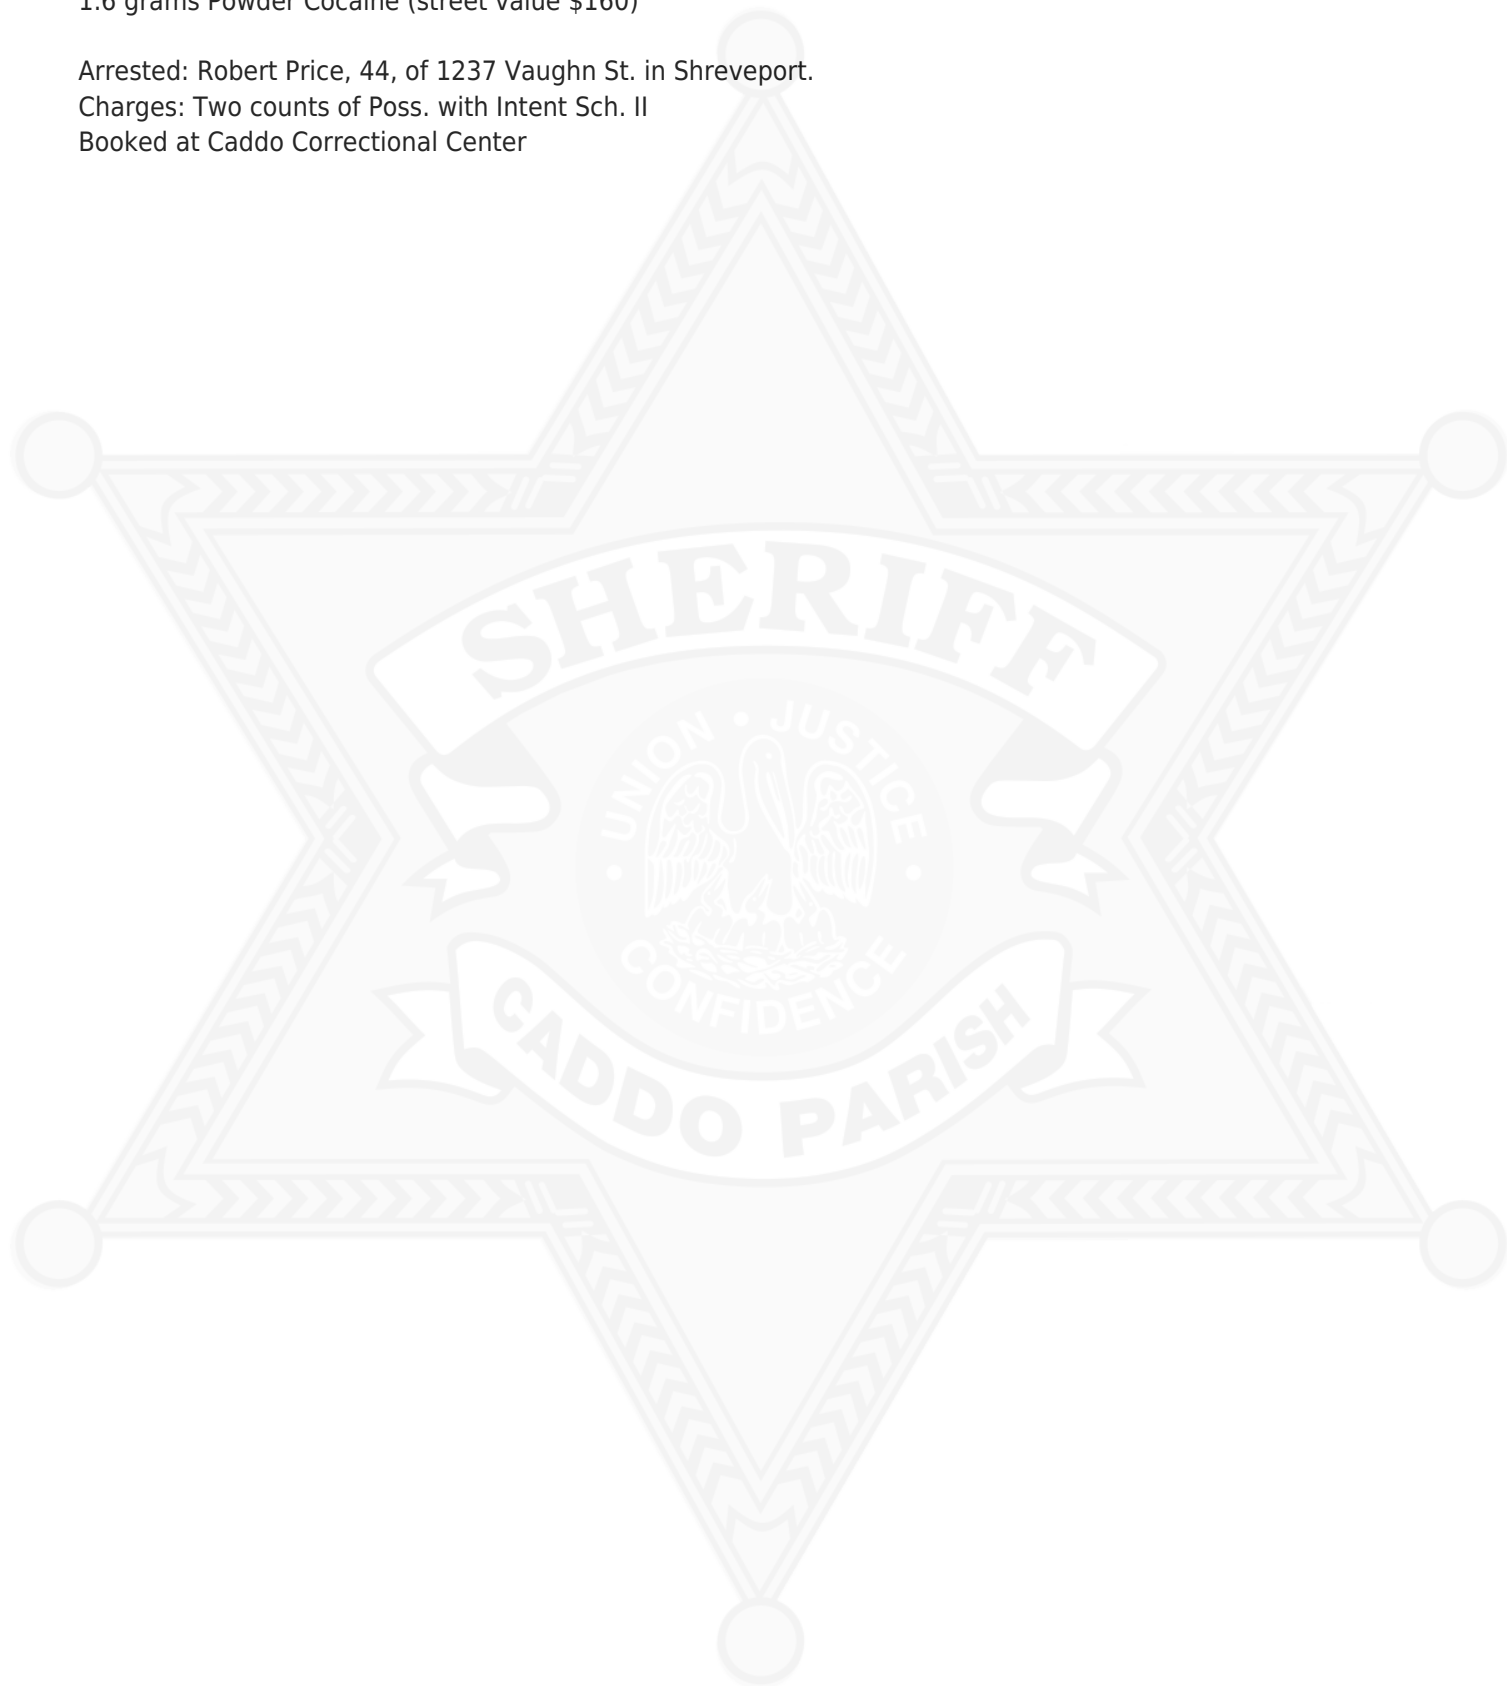 1.6 grams Powder Cocaine (street value $160)
Arrested: Robert Price, 44, of 1237 Vaughn St. in Shreveport.
Charges: Two counts of Poss. with Intent Sch. II
Booked at Caddo Correctional Center
SHERIFF
UNION • JUSTICE
• CONFIDENCE •
CADDO PARISH